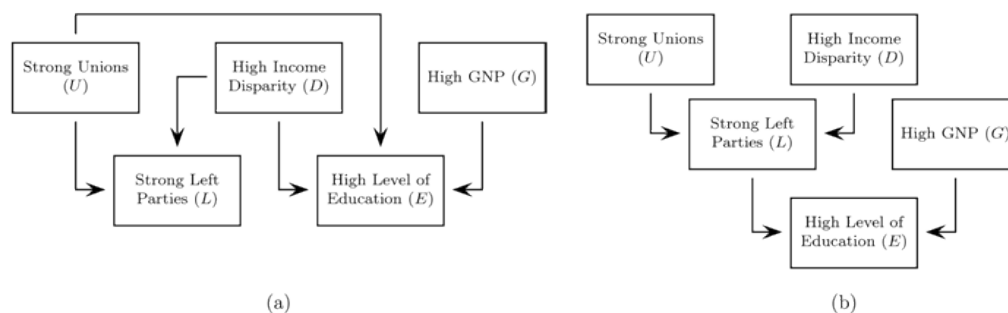 Strong Unions
(U)
High Income
Disparity (D)
High GNP (G)
Strong Left
Parties (L)
High Level of
Education (E)
(a)
Strong Unions
(U)
High Income
Disparity (D)
Strong Left
Parties (L)
High GNP (G)
High Level of
Education (E)
(b)